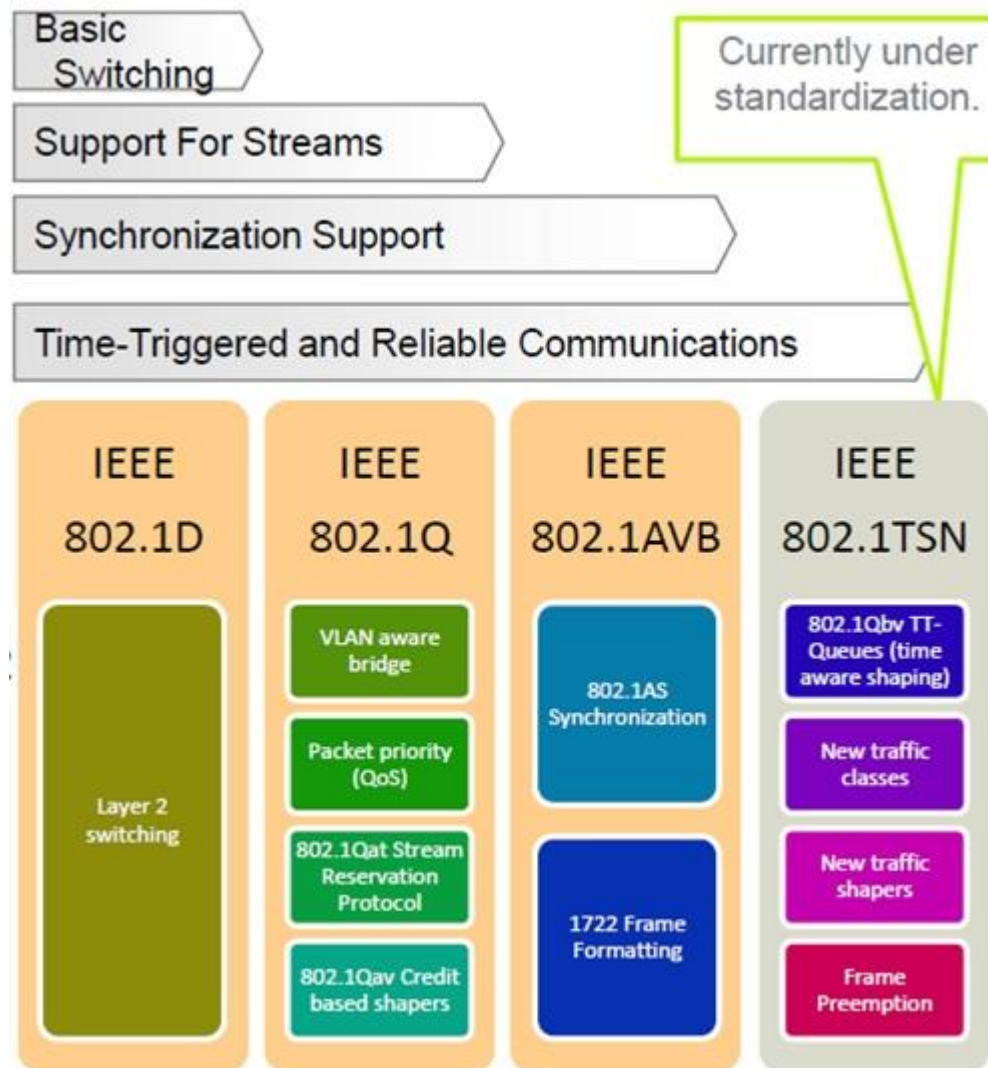 Basic
Switching
Currently under
standardization.
Support For Streams
Synchronization Support
Time-Triggered and Reliable Communications
IEEE
802.1D
Layer 2
switching
IEEE
802.1Q
VLAN aware
bridge
Packet priority
(QoS)
802.1Qat Stream
Reservation
Protocol
802.1Qav Credit
based shapers
IEEE
802.1AVB
802.1AS
Synchronization
1722 Frame
Formatting
IEEE
802.1TSN
802.1Qbv TT-
Queues (time
aware shaping)
New traffic
classes
New traffic
shapers
Frame
Preemption